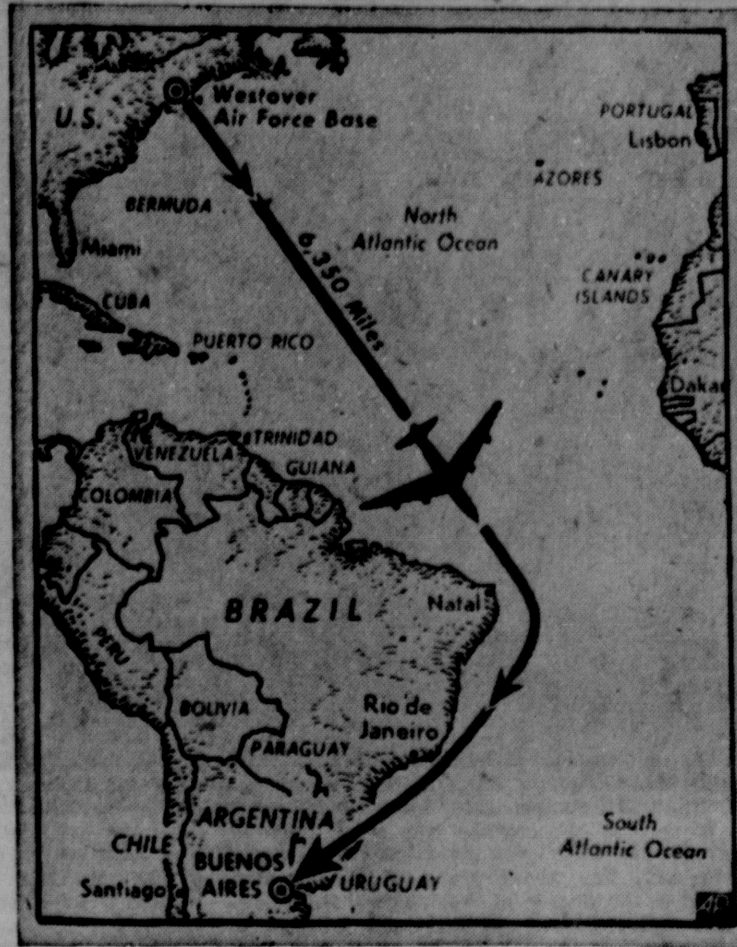 U.S.
Westover
Air Force Base
PORTUGAL
Lisbon
AZORES
BERMUDA
North
Atlantic Ocean
6,350 Miles
Miami
CANARY
ISLANDS
CUBA
PUERTO RICO
Dakar
TRINIDAD
VENEZUELA
GUIANA
COLOMBIA
BRAZIL
Natal
PERU
BOLIVIA
Rio de
Janeiro
PARAGUAY
ARGENTINA
South
Atlantic Ocean
CHILE
BUENOS
AIRES
Santiago
URUGUAY